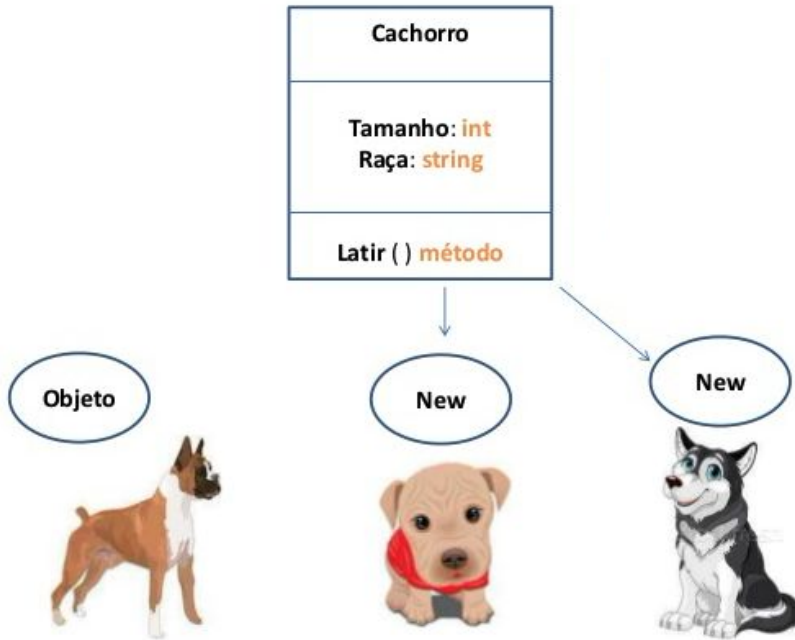 Cachorro
Tamanho: int
Raça: string
Latir ( ) método
Objeto
New
New